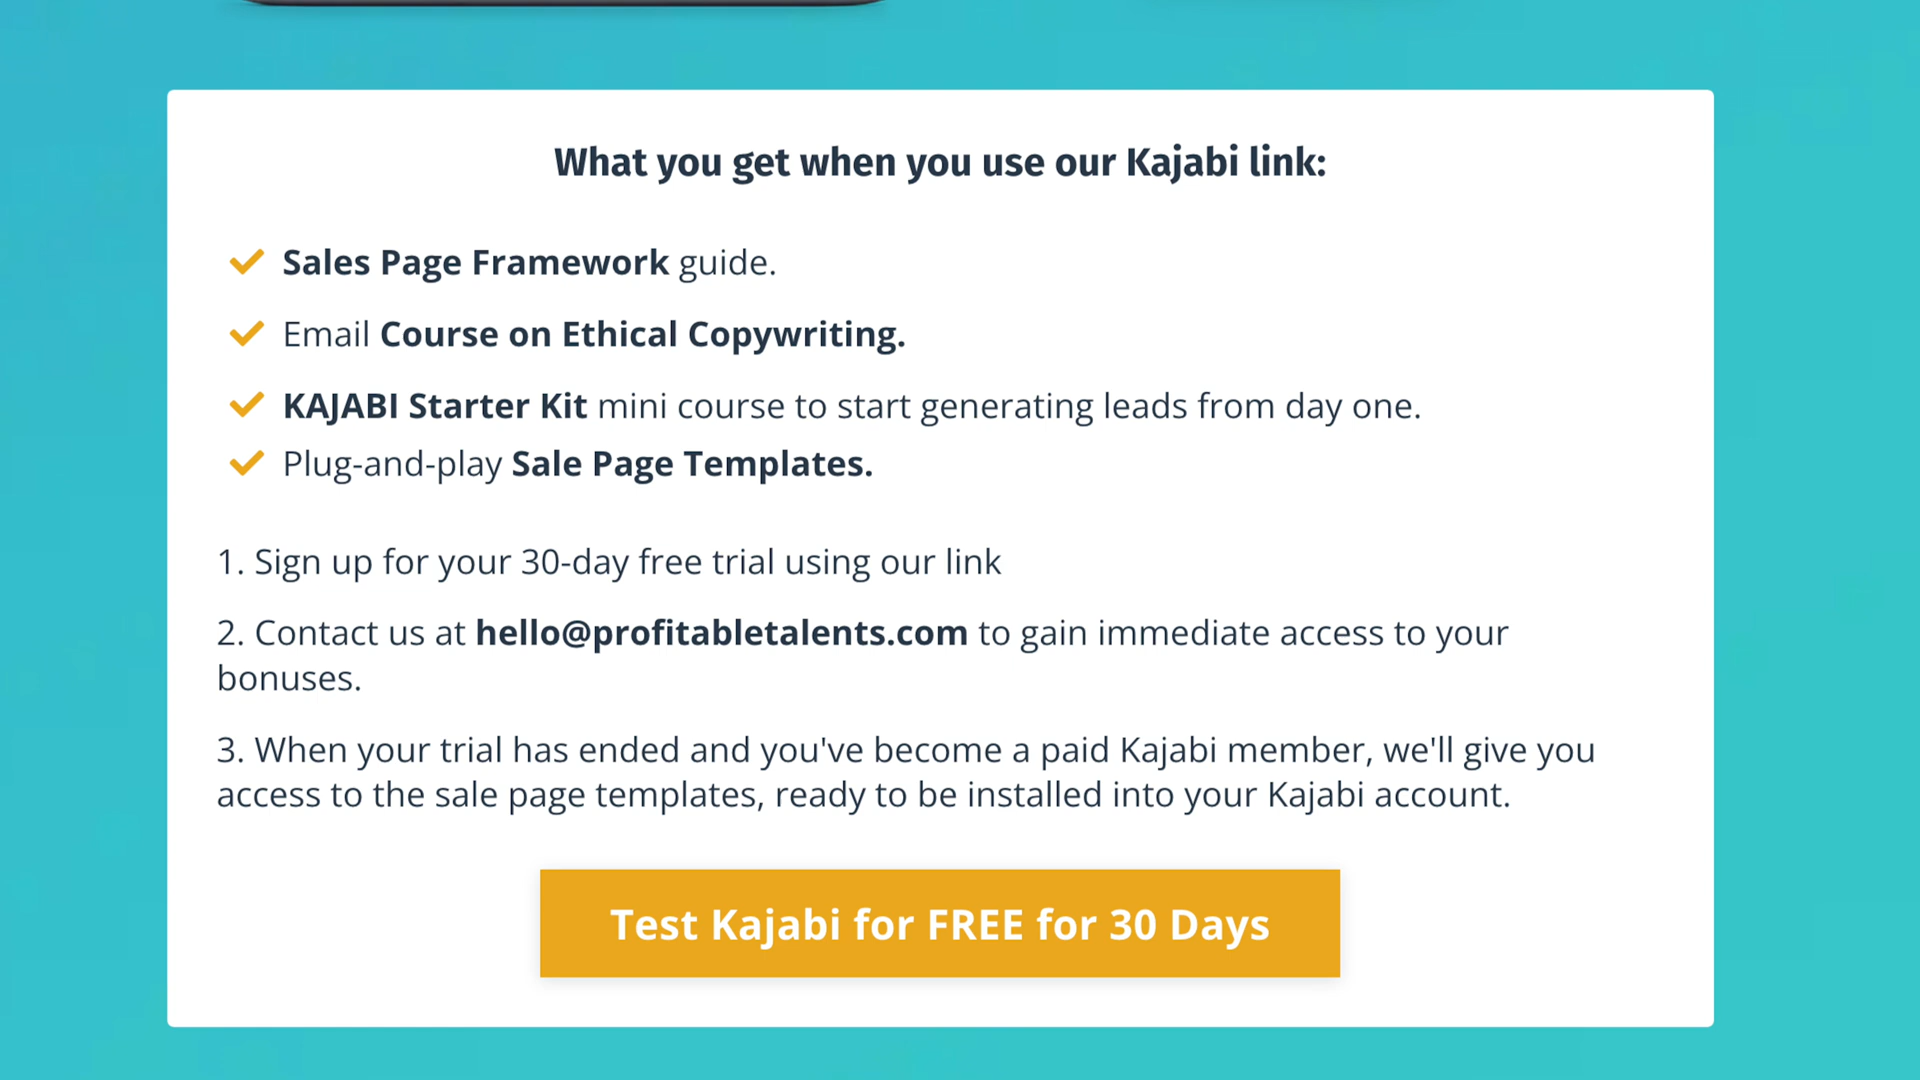 What you get when you use our Kajabi link:
Sales Page Framework guide.
Email Course on Ethical Copywriting.
KAJABI Starter Kit mini course to start generating leads from day one.
Plug-and-play Sale Page Templates.
1. Sign up for your 30-day free trial using our link
2. Contact us at hello@profitabletalents.com to gain immediate access to your
bonuses.
3. When your trial has ended and you've become a paid Kajabi member, we'll give you
access to the sale page templates, ready to be installed into your Kajabi account.
Test Kajabi for FREE for 30 Days